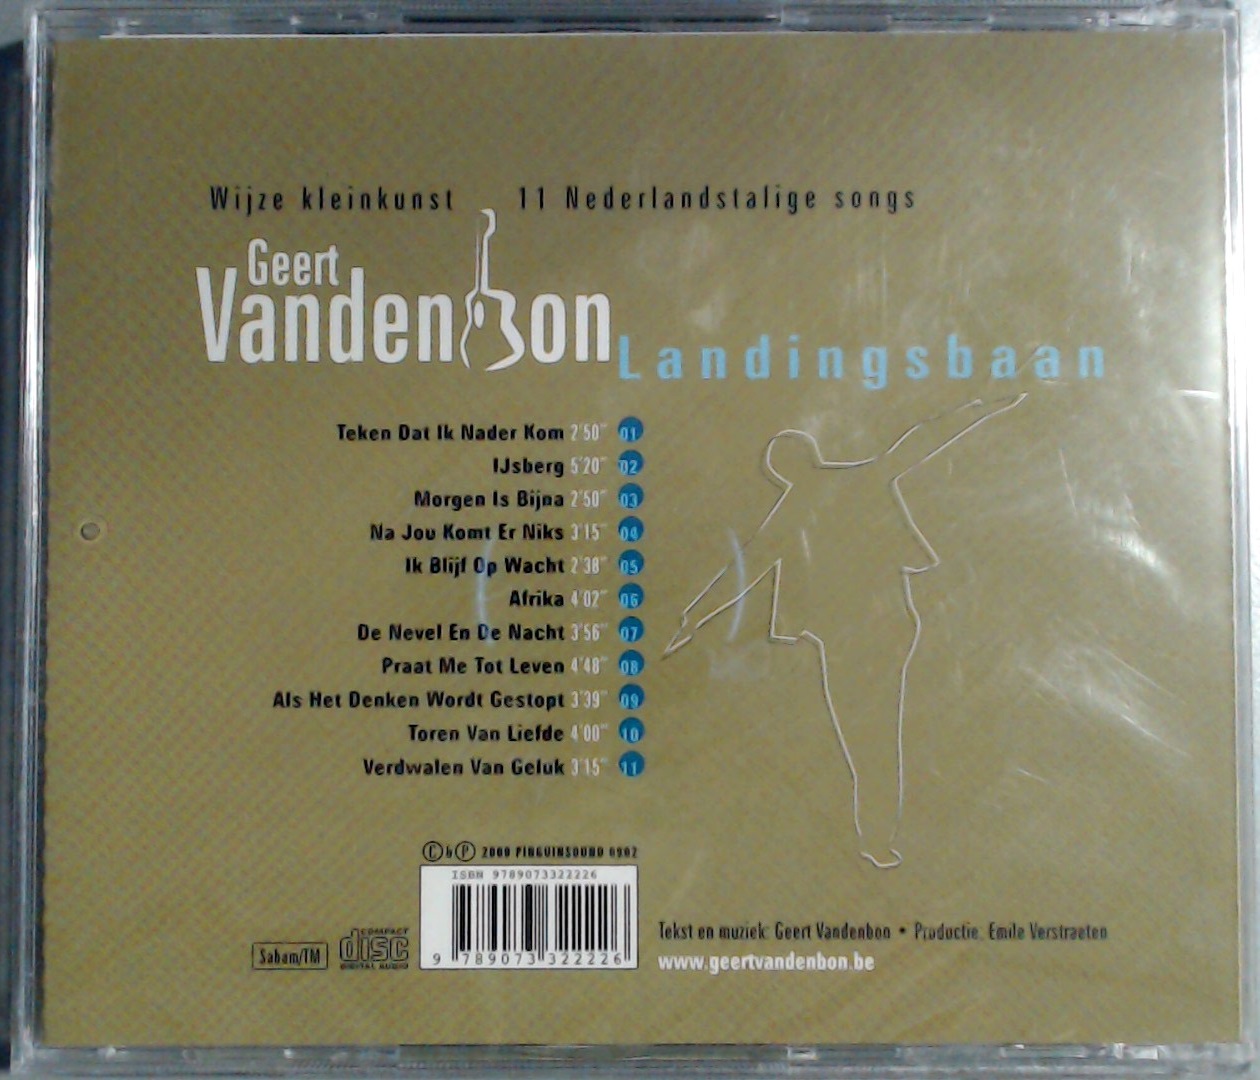 Wijze kleinkunst 11 Nederlandstalige songs
Geert
Vandenbon
Landingsbaan
Teken Dat Ik Nader Kom 2'50" 01
IJsberg 5'20" 02
Morgen Is Bijna 2'50" 03
Na Jou Komt Er Niks 3'15" 04
Ik Blijf Op Wacht 2'38" 05
Afrika 4'02" 06
De Nevel En De Nacht 3'56" 07
Praat Me Tot Leven 4'48" 08
Als Het Denken Wordt Gestopt 3'39" 09
Toren Van Liefde 4'00" 10
Verdwalen Van Geluk 3'15" 11
© & ℗ 2009 PINGUINSOUND 0902
ISBN 9789073322226
9 789073 322226
Sabam/TM
COMPACT
disc
DIGITAL AUDIO
Tekst en muziek: Geert Vandenbon • Productie: Emile Verstraeten
www.geertvandenbon.be